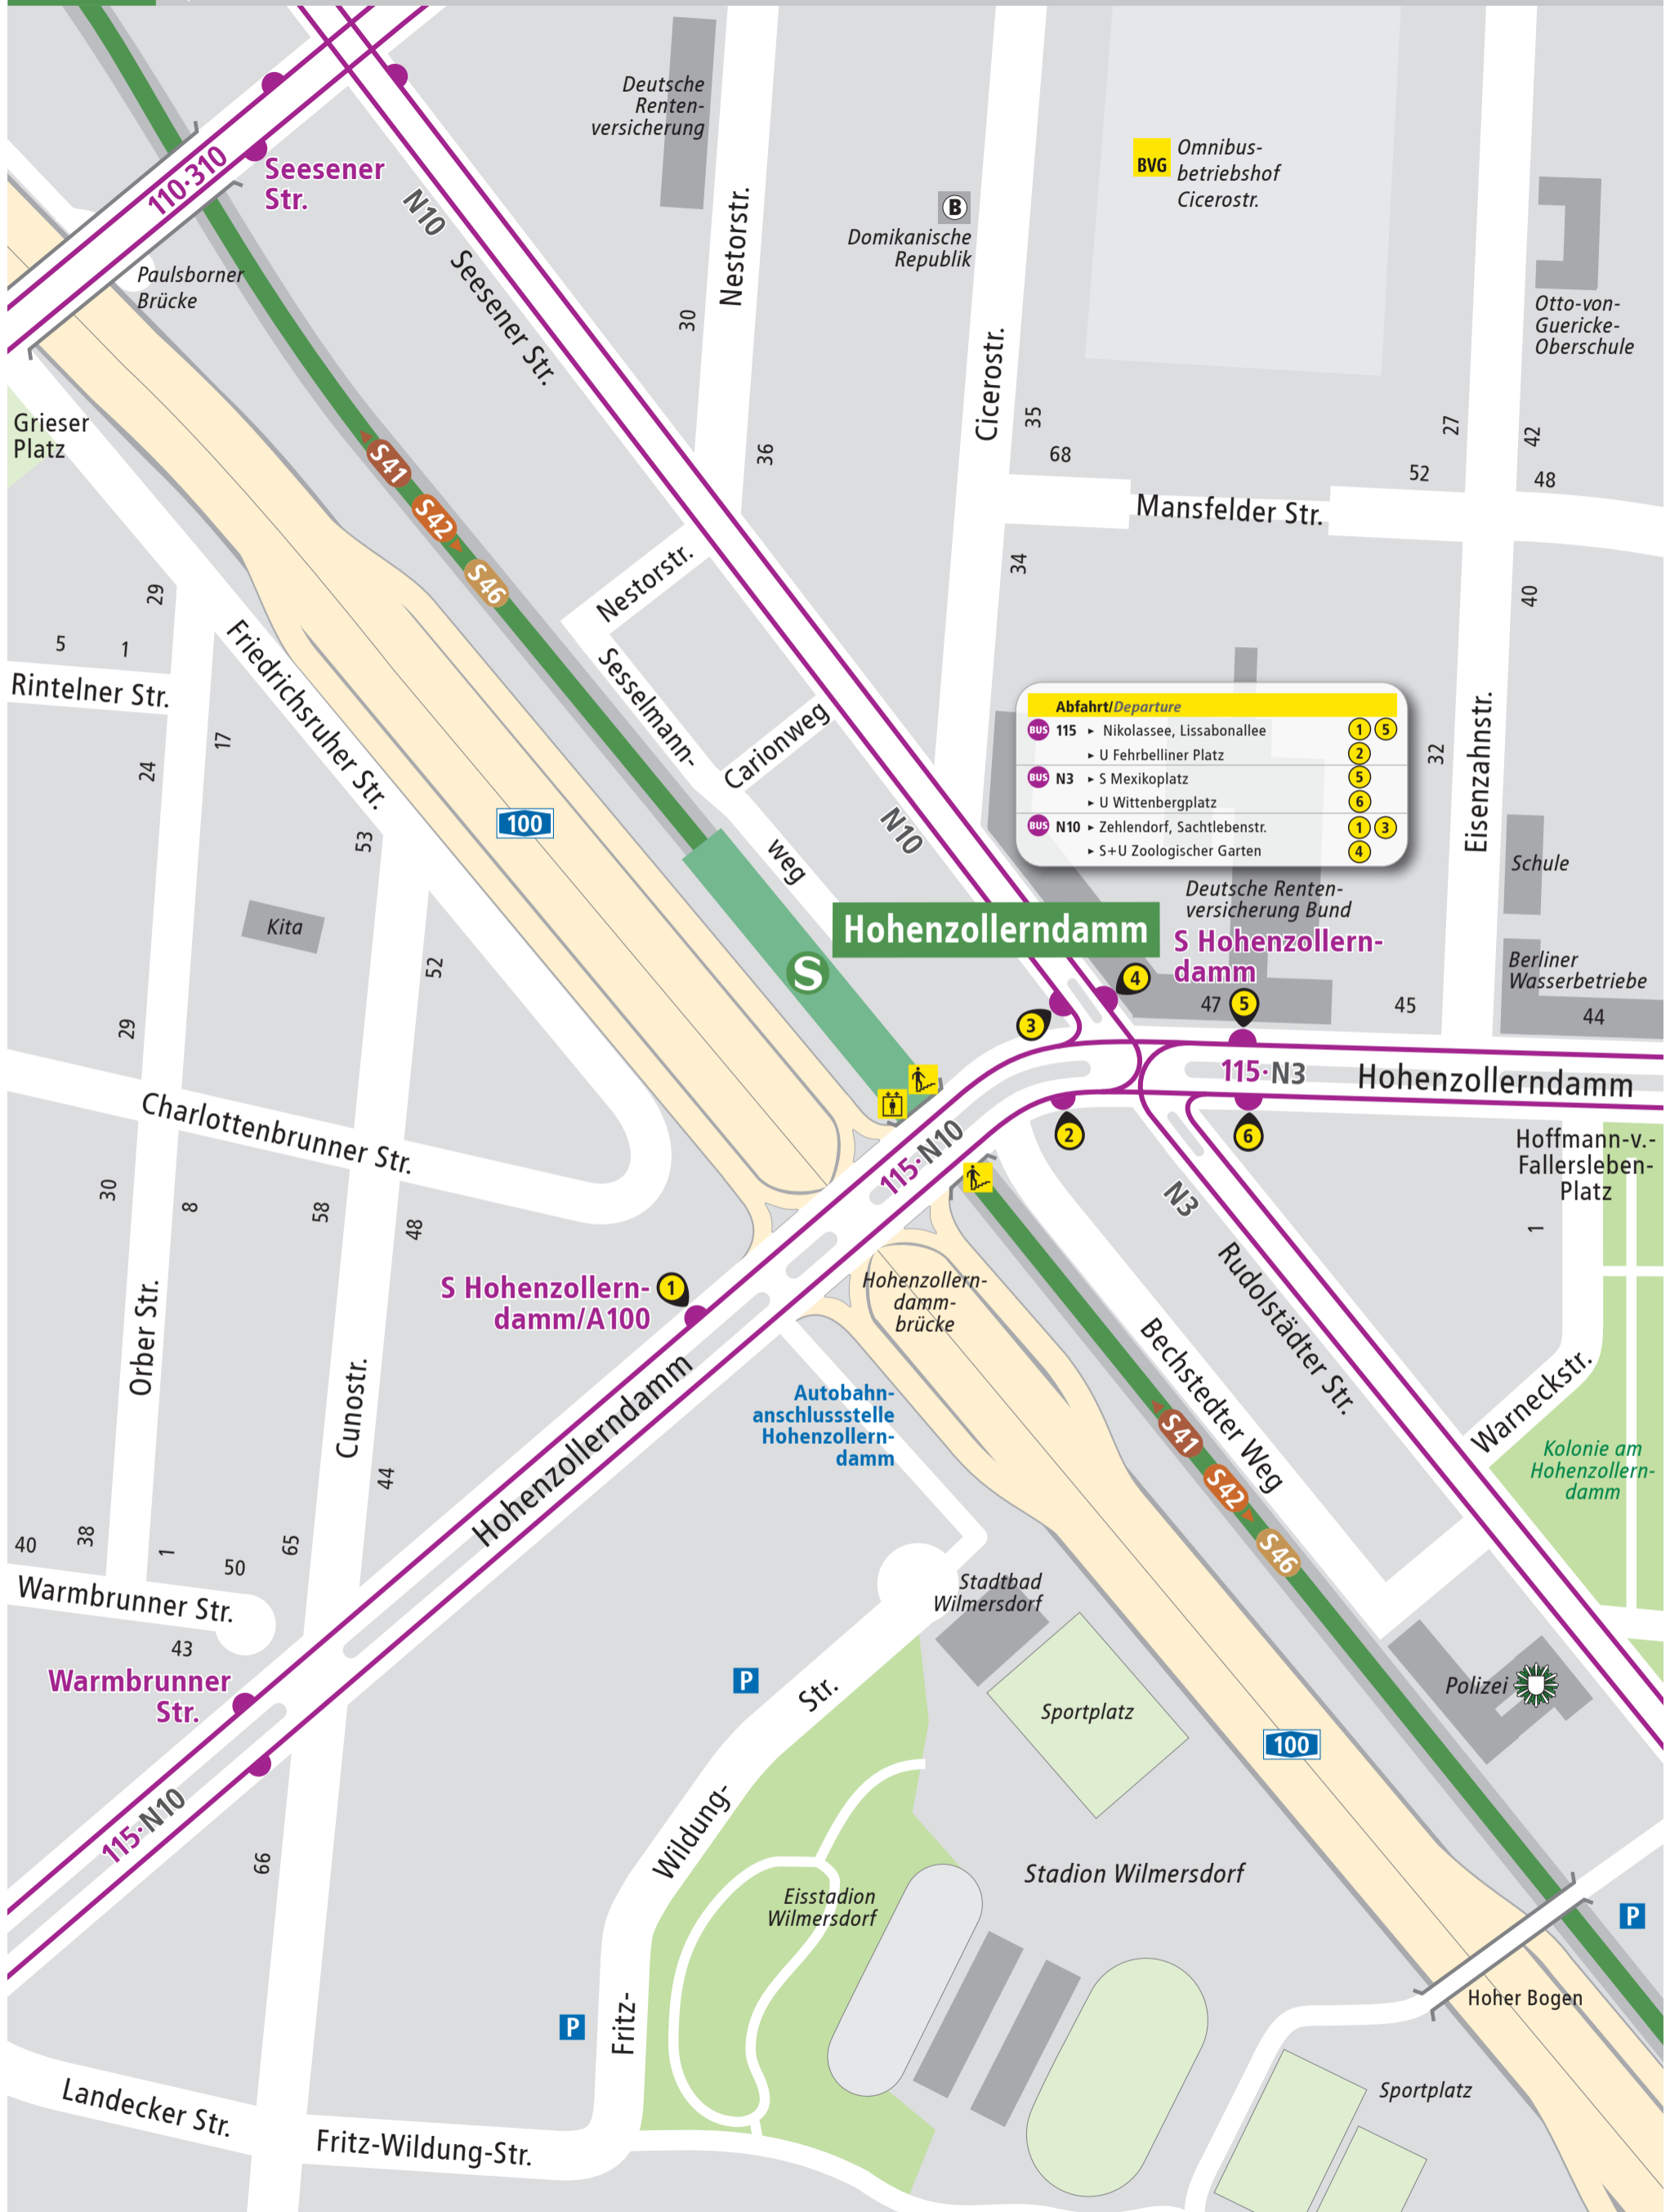 Deutsche
Renten-
versicherung
BVG
Omnibus-
betriebshof
Cicerostr.
110·310
Seesener
Str.
N10
Seesener Str.
Nestorstr.
30
36
B
Domikanische
Republik
Cicerostr.
35
68
34
Otto-von-
Guericke-
Oberschule
27
42
52
48
Mansfelder Str.
40
Paulsborner
Brücke
Grieser
Platz
S41
S42
S46
Nestorstr.
Sesselmann-
weg
Carionweg
N10
29
5
1
Rintelner Str.
17
24
Friedrichsruher Str.
53
100
Kita
52
29
Abfahrt/Departure
BUS 115 ▸ Nikolassee, Lissabonallee 1 5
▸ U Fehrbelliner Platz 2
BUS N3 ▸ S Mexikoplatz 5
▸ U Wittenbergplatz 6
BUS N10 ▸ Zehlendorf, Sachtlebenstr. 1 3
▸ S+U Zoologischer Garten 4
32
Eisenzahnstr.
Schule
Deutsche Renten-
versicherung Bund
Hohenzollerndamm
S
S Hohenzollern-
damm
Berliner
Wasserbetriebe
44
4
3
47
5
45
115·N3
Hohenzollerndamm
2
6
115·N10
N3
Hoffmann-v.-
Fallersleben-
Platz
1
Charlottenbrunner Str.
30
8
58
48
Orber Str.
Cunostr.
S Hohenzollern-
damm/A100
1
Hohenzollern-
damm-
brücke
Rudolstädter Str.
Bechstedter Weg
Warneckstr.
Hohenzollerndamm
Autobahn-
anschlussstelle
Hohenzollern-
damm
S41
S42
S46
Kolonie am
Hohenzollern-
damm
44
40
38
1
50
65
Warmbrunner Str.
43
Warmbrunner
Str.
Stadtbad
Wilmersdorf
P
Sportplatz
Polizei
100
115·N10
66
Fritz-
Wildung-
Str.
Eisstadion
Wilmersdorf
Stadion Wilmersdorf
P
P
Hoher Bogen
Sportplatz
Landecker Str.
Fritz-Wildung-Str.